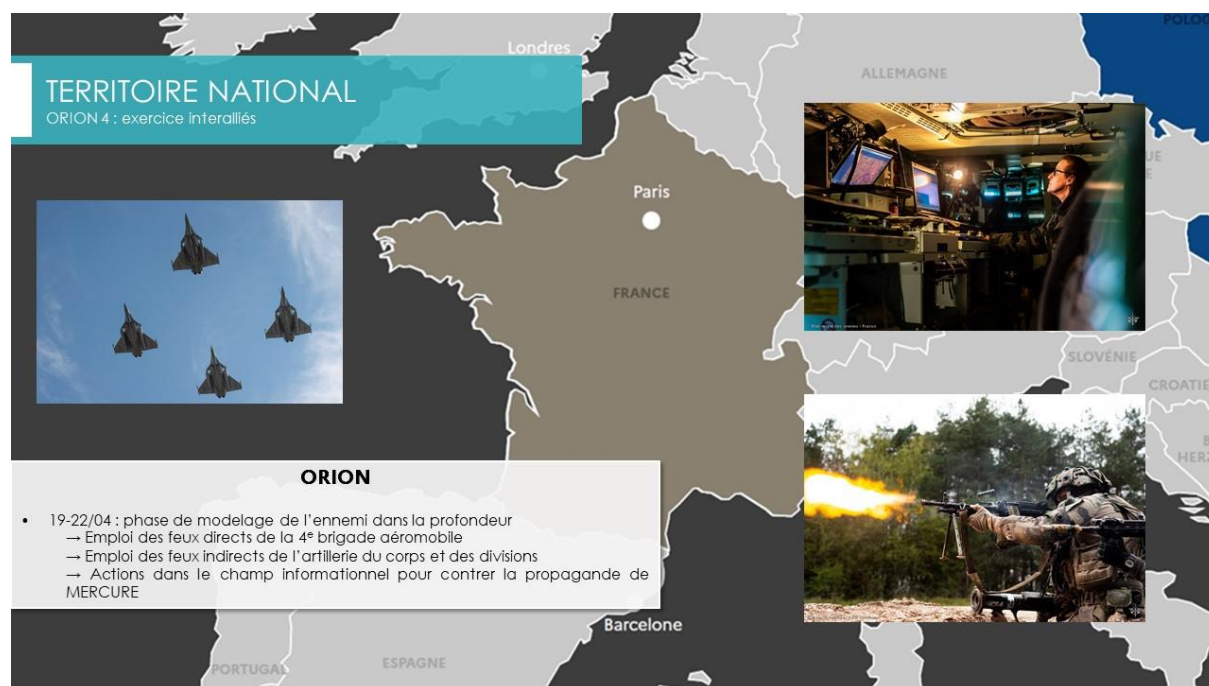 POLOG
Londres
TERRITOIRE NATIONAL
ORION 4 : exercice interalliés
ALLEMAGNE
UE
E
Paris
FRANCE
SLOVÉNIE
CROATIE
B
HERZ
ORION
• 19-22/04 : phase de modelage de l’ennemi dans la profondeur
→ Emploi des feux directs de la 4e brigade aéromobile
→ Emploi des feux indirects de l’artillerie du corps et des divisions
→ Actions dans le champ informationnel pour contrer la propagande de
MERCURE
Barcelone
PORTUGAL
ESPAGNE